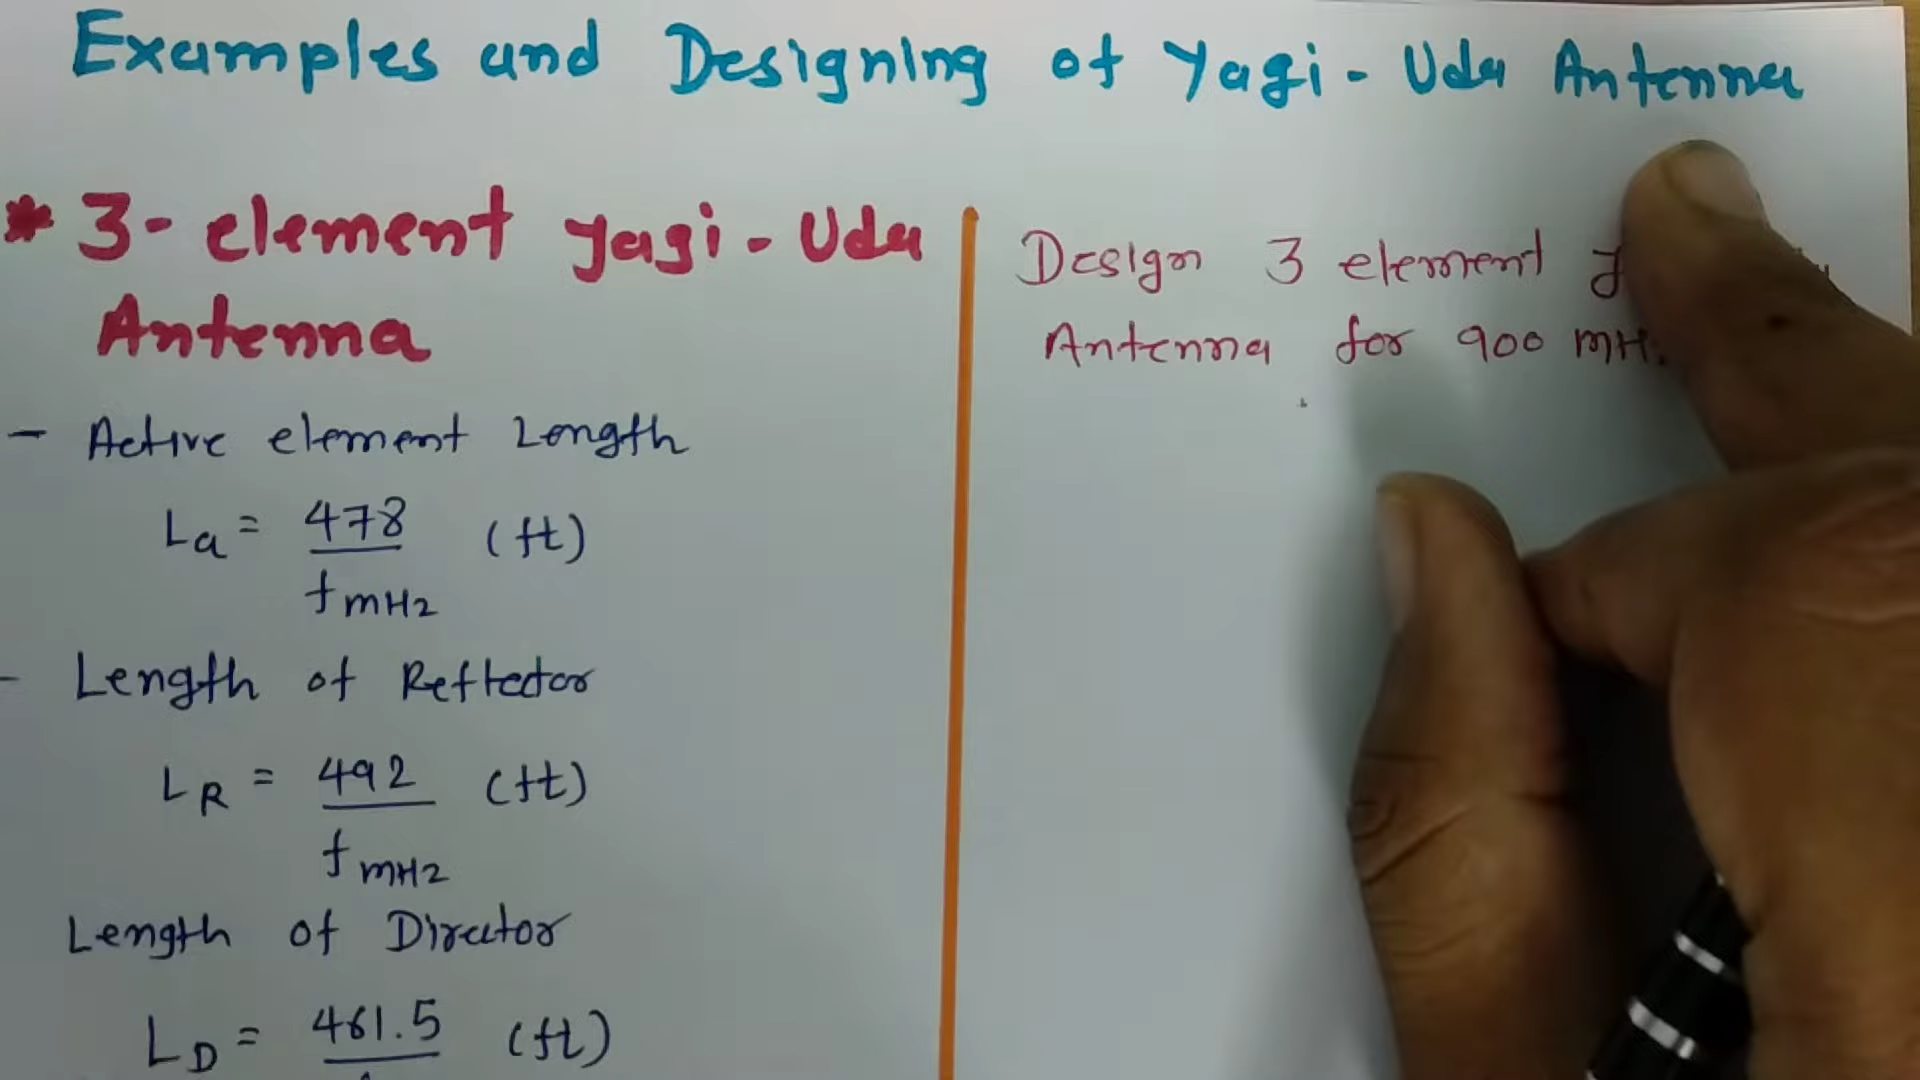 Examples and Designing of Yagi - Uda Antenna
* 3 - element yagi - Uda
Antenna
- Active element Length
La = 478 (ft)
fMHz
- Length of Reflector
LR = 492 (ft)
fMHz
Length of Director
LD = 461.5 (ft)
Design 3 element
Antenna for 900